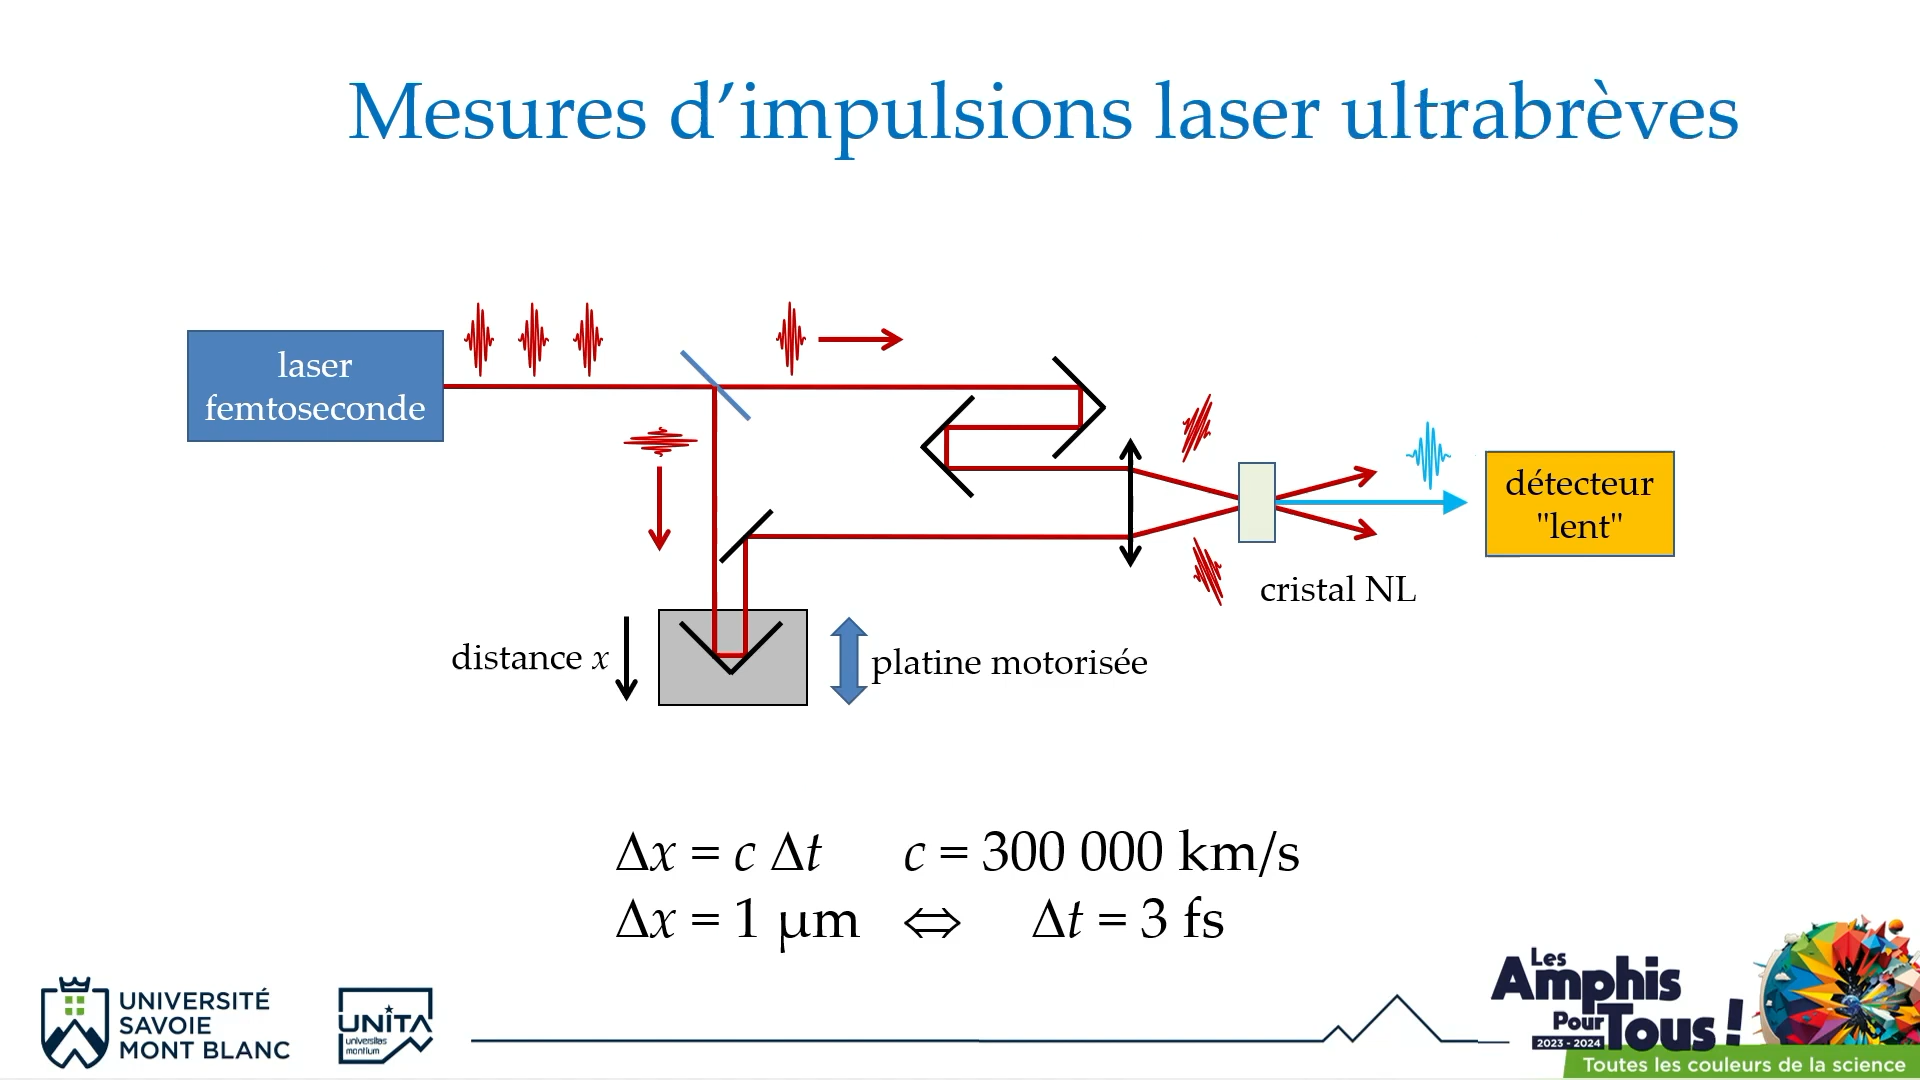 Mesures d’impulsions laser ultrabrèves
laser
femtoseconde
détecteur
"lent"
cristal NL
distance x
platine motorisée
Δx = c Δt c = 300 000 km/s
Δx = 1 µm ⇔ Δt = 3 fs
UNIVERSITÉ
SAVOIE
MONT BLANC
UNITA
universitas
montium
Les
Amphis
Pour
Tous !
2023 - 2024
Toutes les couleurs de la science